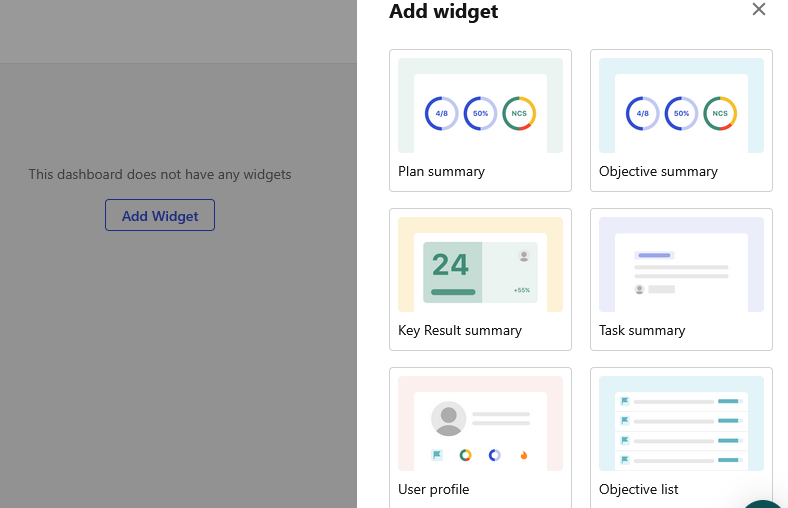 Add widget
This dashboard does not have any widgets
Add Widget
4/8
50%
NCS
Plan summary
4/8
50%
NCS
Objective summary
24
+55%
Key Result summary
Task summary
User profile
Objective list